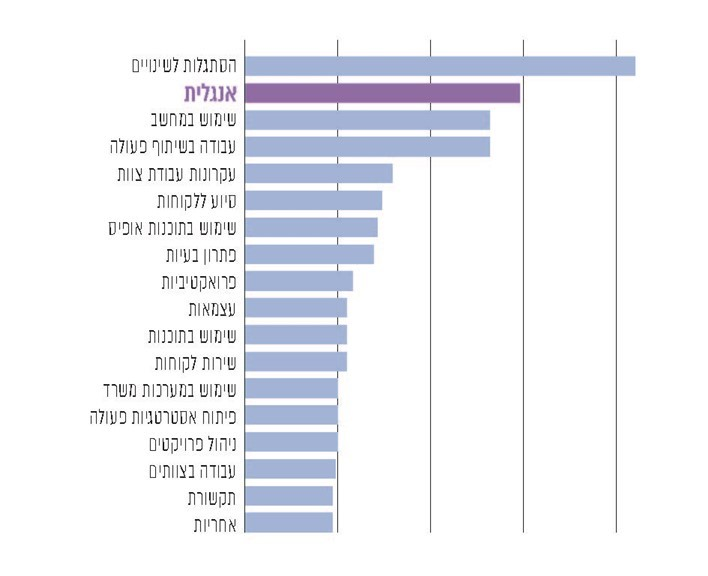 הסתגלות לשינויים
אנגלית
שימוש במחשב
עבודה בשיתוף פעולה
עקרונות עבודת צוות
סיוע ללקוחות
שימוש בתוכנות אופיס
פתרון בעיות
פרואקטיביות
עצמאות
שימוש בתוכנות
שירות לקוחות
שימוש במערכות משרד
פיתוח אסטרטגיות פעולה
ניהול פרויקטים
עבודה בצוותים
תקשורת
אחריות